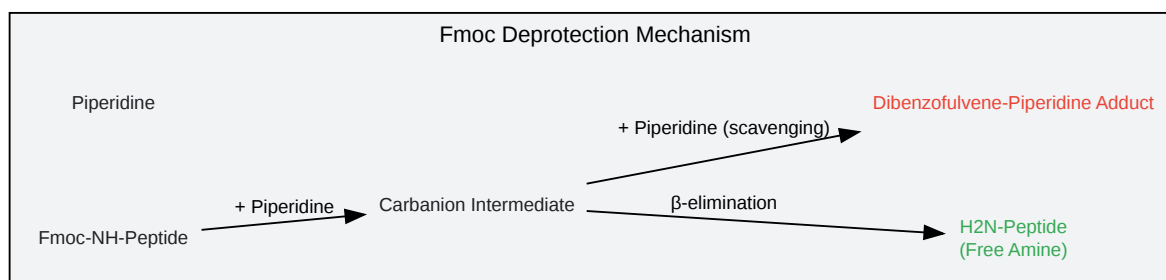 Fmoc Deprotection Mechanism
Piperidine
Dibenzofulvene-Piperidine Adduct
+ Piperidine (scavenging)
+ Piperidine
Carbanion Intermediate
β-elimination
Fmoc-NH-Peptide
H2N-Peptide
(Free Amine)